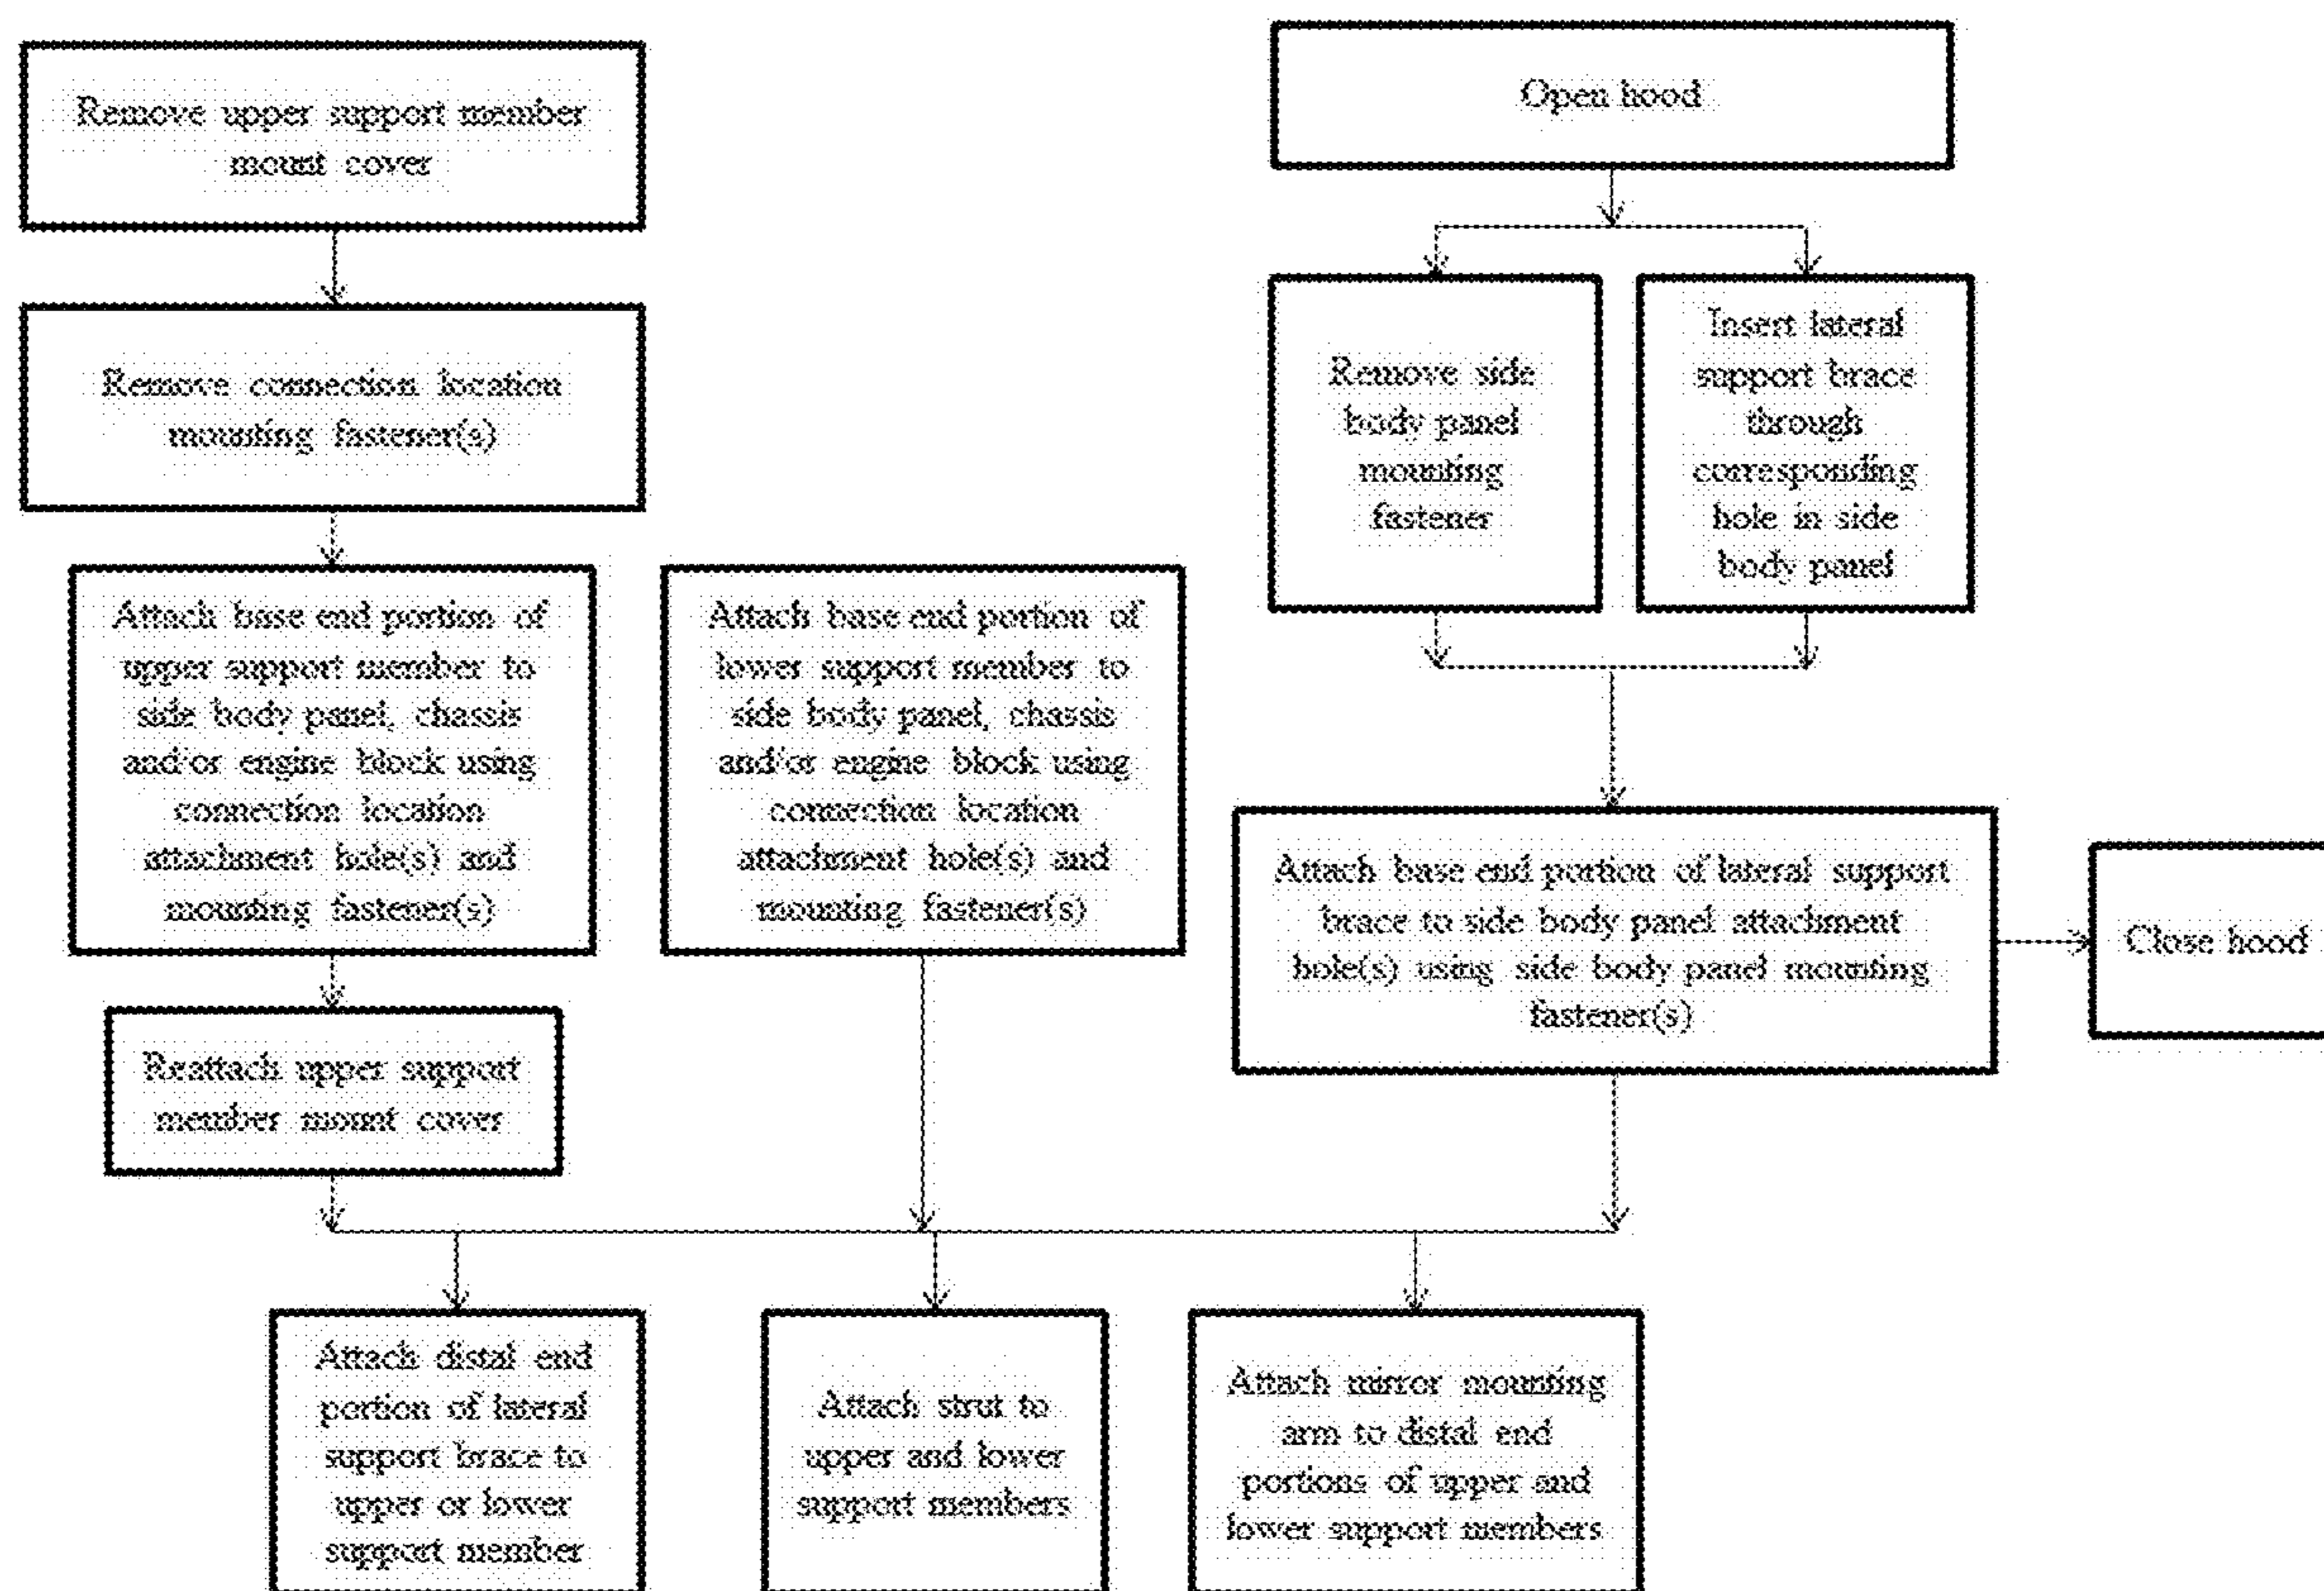 Remove upper support member
mount cover
Open hood
Remove connection location
mounting fastener(s)
Remove side
body panel
mounting
fastener
Insert lateral
support brace
through
corresponding
hole in side
body panel
Attach base end portion of
upper support member to
side body panel, chassis
and/or engine block using
connection location
attachment hole(s) and
mounting fastener(s)
Attach base end portion of
lower support member to
side body panel, chassis
and/or engine block using
connection location
attachment hole(s) and
mounting fastener(s)
Attach base end portion of lateral support
brace to side body panel attachment
hole(s) using side body panel mounting
fastener(s)
Close hood
Reattach upper support
member mount cover
Attach distal end
portion of lateral
support brace to
upper or lower
support member
Attach strut to
upper and lower
support members
Attach mirror mounting
arm to distal end
portions of upper and
lower support members